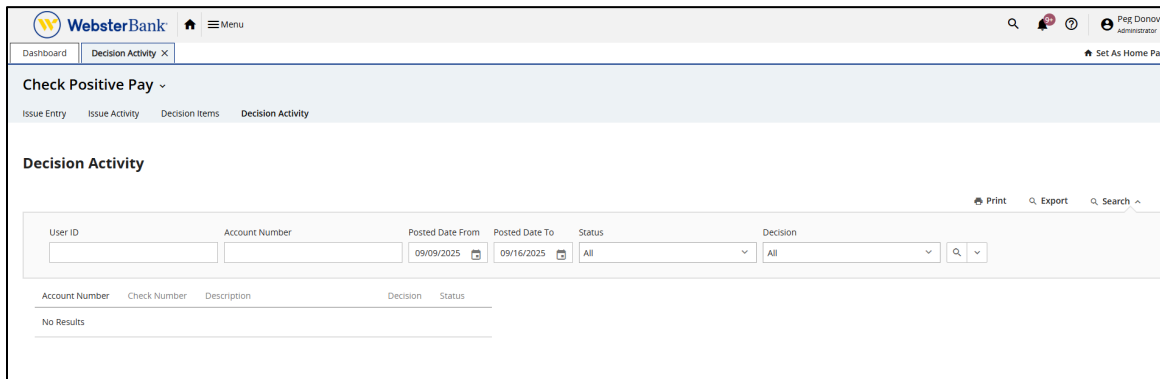 WebsterBank Menu 9+ Peg Donov
Administrator
Dashboard Decision Activity X Set As Home Pa
Check Positive Pay
Issue Entry Issue Activity Decision Items Decision Activity
Decision Activity
Print Export Search
User ID Account Number Posted Date From Posted Date To Status Decision
09/09/2025 09/16/2025 All All
Account Number Check Number Description Decision Status
No Results